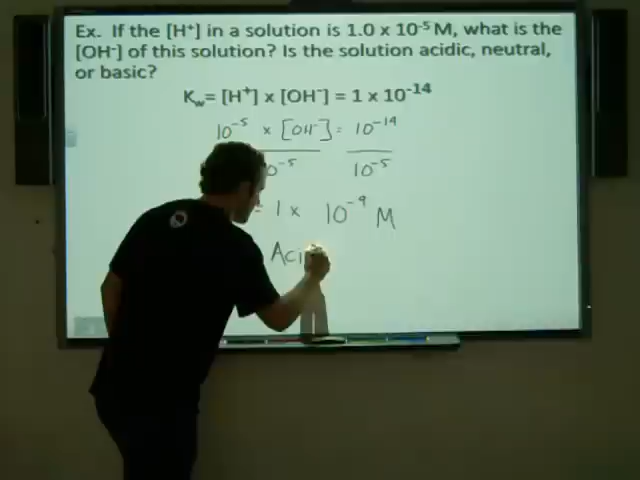 Ex. If the [H⁺] in a solution is 1.0 x 10⁻⁵ M, what is the
[OH⁻] of this solution? Is the solution acidic, neutral,
or basic?
K_w= [H⁺] x [OH⁻] = 1 x 10⁻¹⁴
10⁻⁵ x [OH⁻] = 10⁻¹⁴
10⁻⁵
= 1 x 10⁻⁹ M
Aci